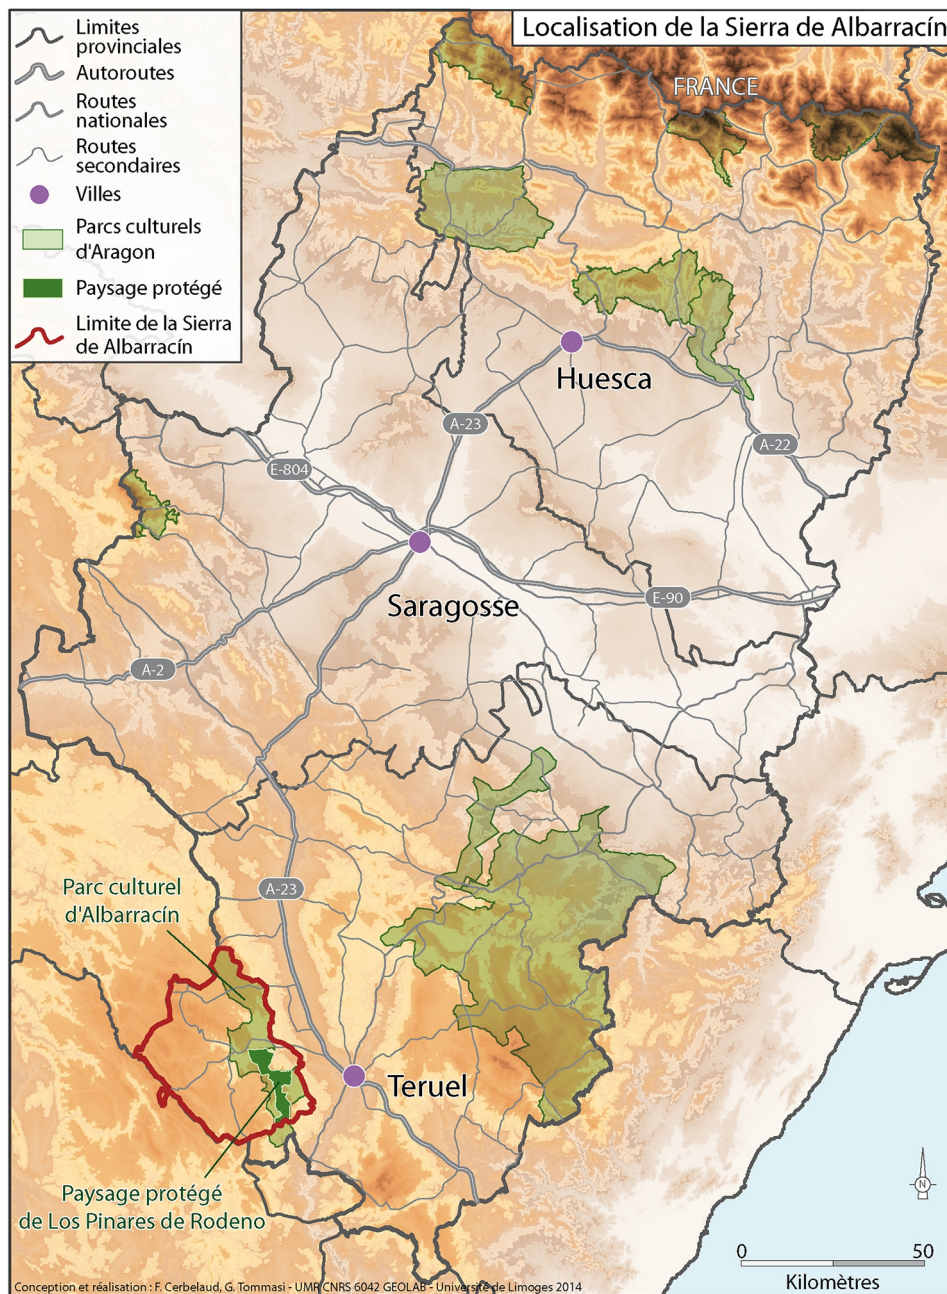 Localisation de la Sierra de Albarracín
Limites
provinciales
Autoroutes
Routes
nationales
Routes
secondaires
Villes
Parcs culturels
d'Aragon
Paysage protégé
Limite de la Sierra
de Albarracín
FRANCE
Huesca
A-23
A-22
E-804
Saragosse
E-90
A-2
A-23
Parc culturel
d'Albarracín
Teruel
Paysage protégé
de Los Pinares de Rodeno
N
0 50
Kilomètres
Conception et réalisation : F. Cerbelaud, G. Tommasi - UMR CNRS 6042 GEOLAB - Université de Limoges 2014